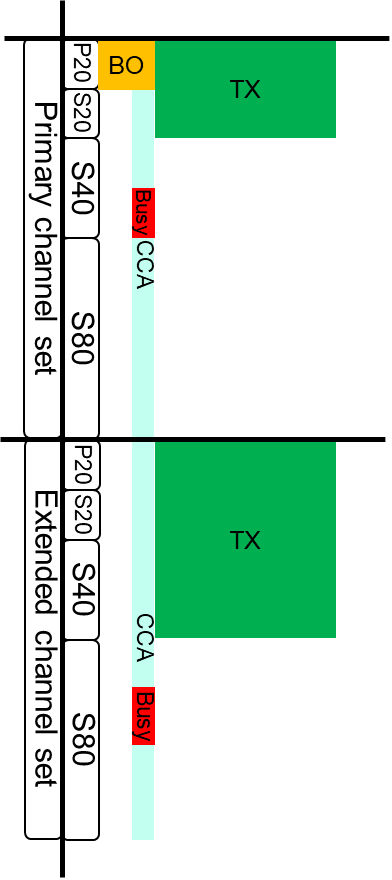 P20
BO
TX
S20
S40
Busy
CCA
S80
Primary channel set
P20
S20
TX
S40
CCA
Busy
S80
Extended channel set